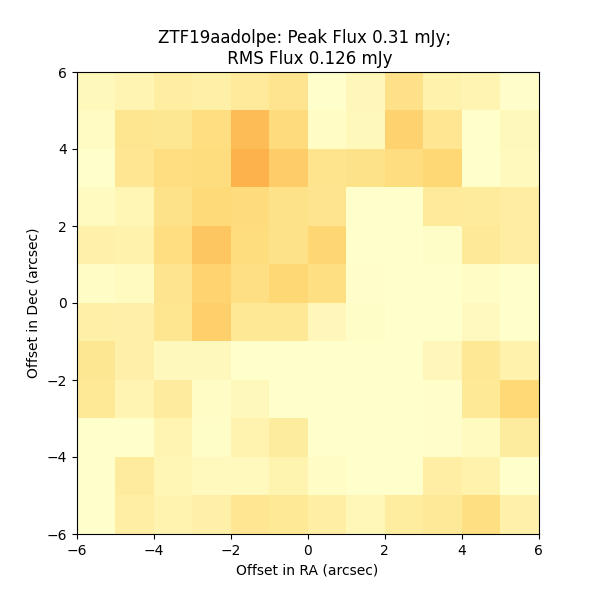 ZTF19aadolpe: Peak Flux 0.31 mJy;
RMS Flux 0.126 mJy
6
4
2
0
−2
−4
−6
Offset in Dec (arcsec)
−6 −4 −2 0 2 4 6
Offset in RA (arcsec)